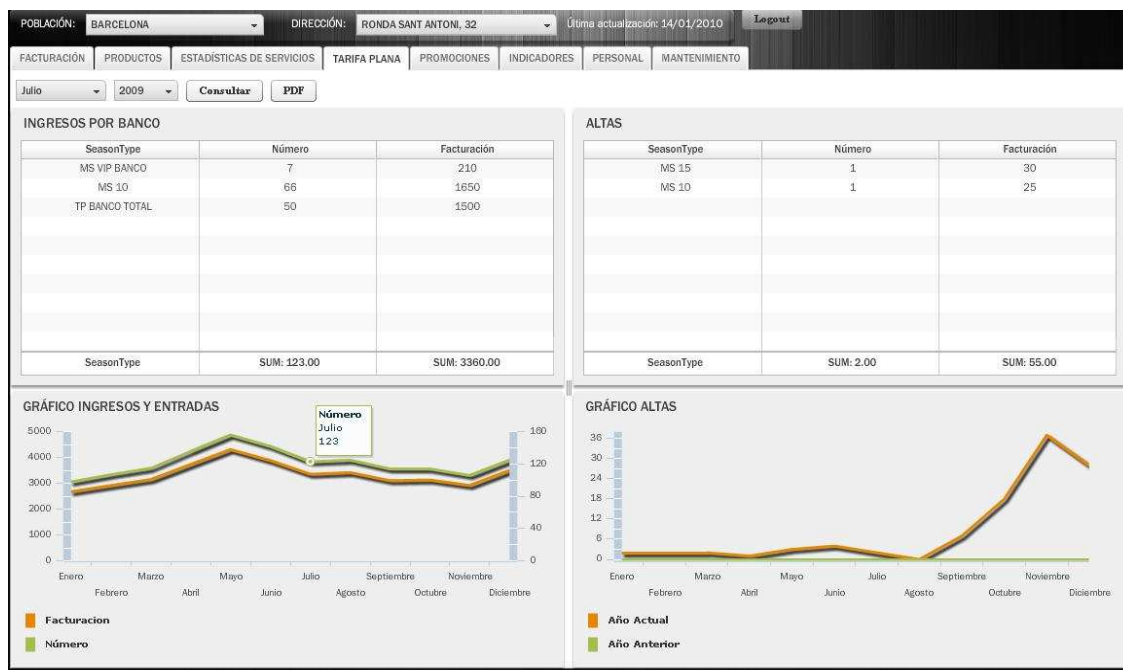 POBLACIÓN: BARCELONA DIRECCIÓN: RONDA SANT ANTONI, 32 Última actualización: 14/01/2010 Logout
FACTURACIÓN PRODUCTOS ESTADÍSTICAS DE SERVICIOS TARIFA PLANA PROMOCIONES INDICADORES PERSONAL MANTENIMIENTO
Julio 2009 Consultar PDF
INGRESOS POR BANCO
SeasonType Número Facturación
MS VIP BANCO 7 210
MS 10 66 1650
TP BANCO TOTAL 50 1500
SeasonType SUM: 123.00 SUM: 3360.00
ALTAS
SeasonType Número Facturación
MS 15 1 30
MS 10 1 25
SeasonType SUM: 2.00 SUM: 55.00
GRÁFICO INGRESOS Y ENTRADAS
Número
Julio
123
5000 180
4000 120
3000 80
2000 40
1000
0 0
Enero Marzo Mayo Julio Septiembre Noviembre
Febrero Abril Junio Agosto Octubre Diciembre
Facturacion
Número
GRÁFICO ALTAS
36
30
24
18
12
6
0
Enero Marzo Mayo Julio Septiembre Noviembre
Febrero Abril Junio Agosto Octubre Diciembre
Año Actual
Año Anterior